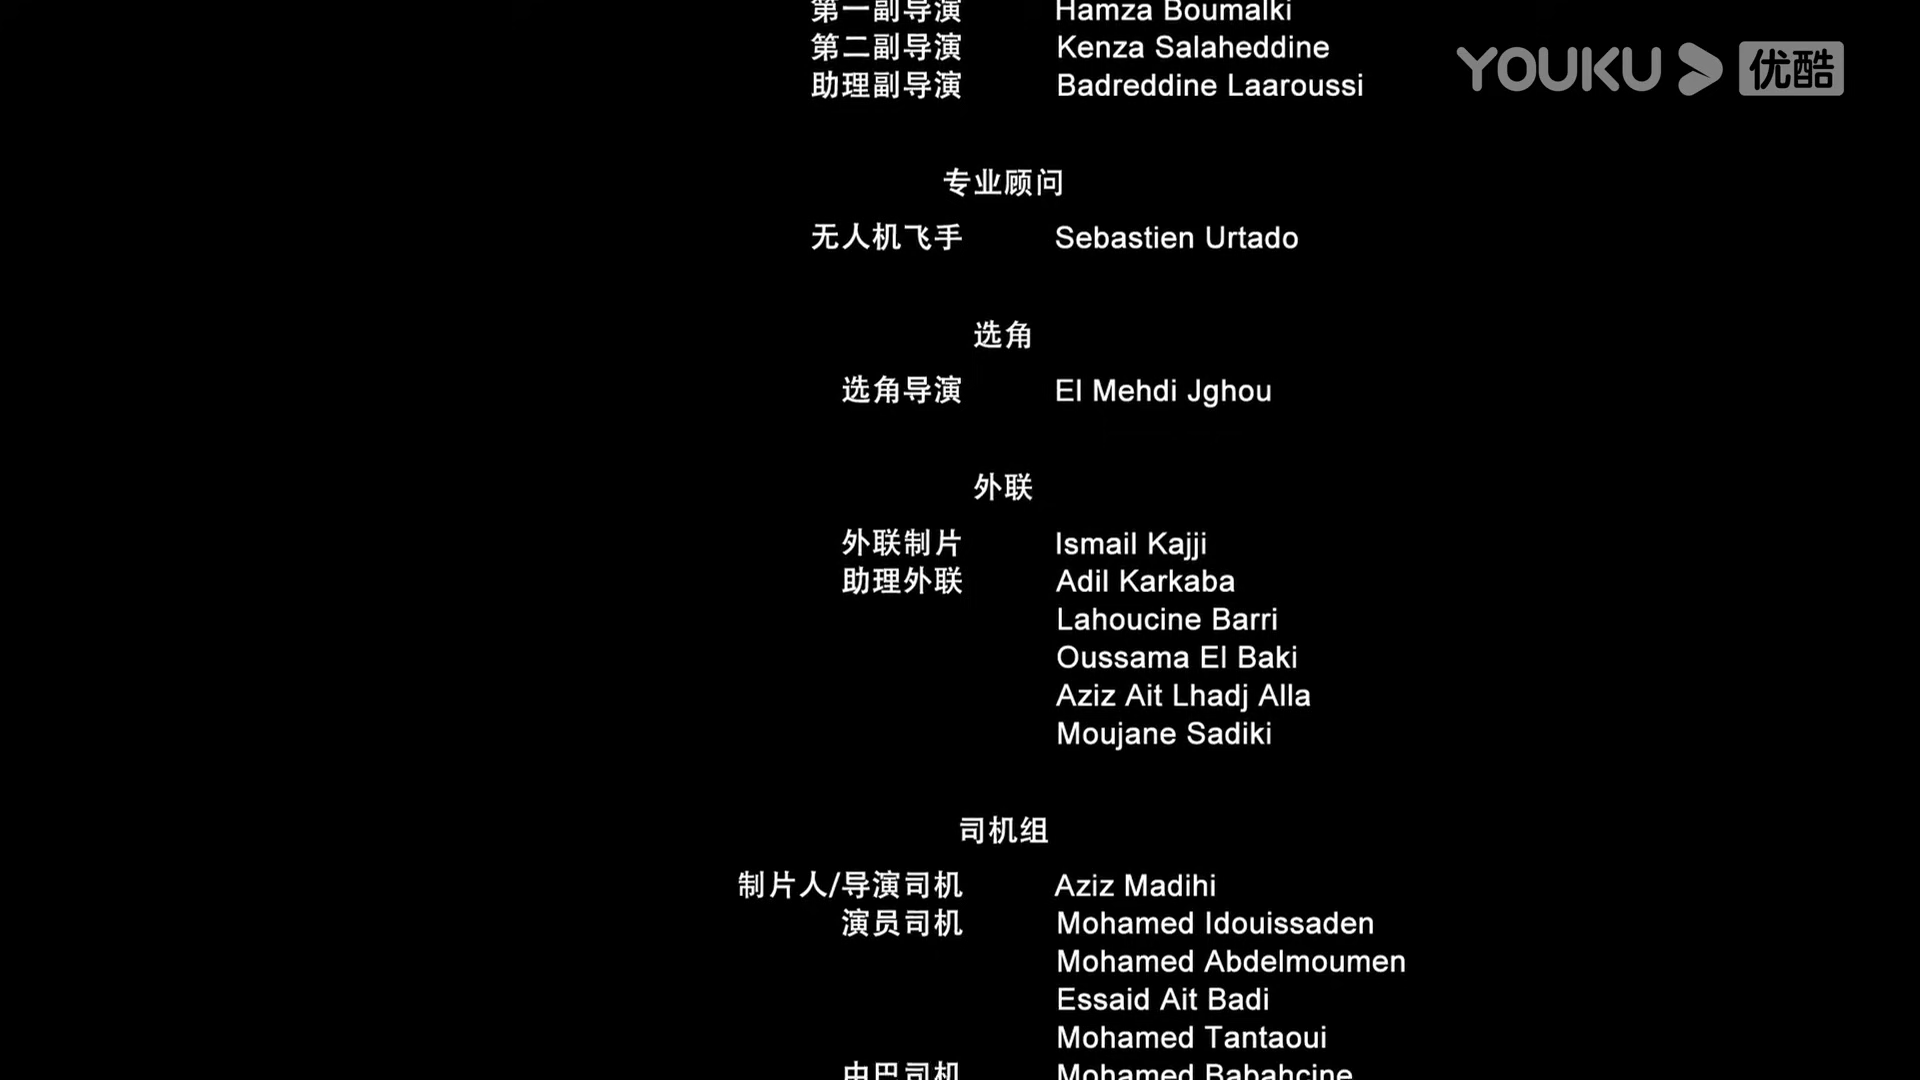 第一副导演 Hamza Boumalki
第二副导演 Kenza Salaheddine
助理副导演 Badreddine Laaroussi
YOUKU 优酷
专业顾问
无人机飞手 Sebastien Urtado
选角
选角导演 El Mehdi Jghou
外联
外联制片 Ismail Kajji
助理外联 Adil Karkaba
Lahoucine Barri
Oussama El Baki
Aziz Ait Lhadj Alla
Moujane Sadiki
司机组
制片人/导演司机 Aziz Madihi
演员司机 Mohamed Idouissaden
Mohamed Abdelmoumen
Essaid Ait Badi
Mohamed Tantaoui
中巴司机 Mohamed Babahcine